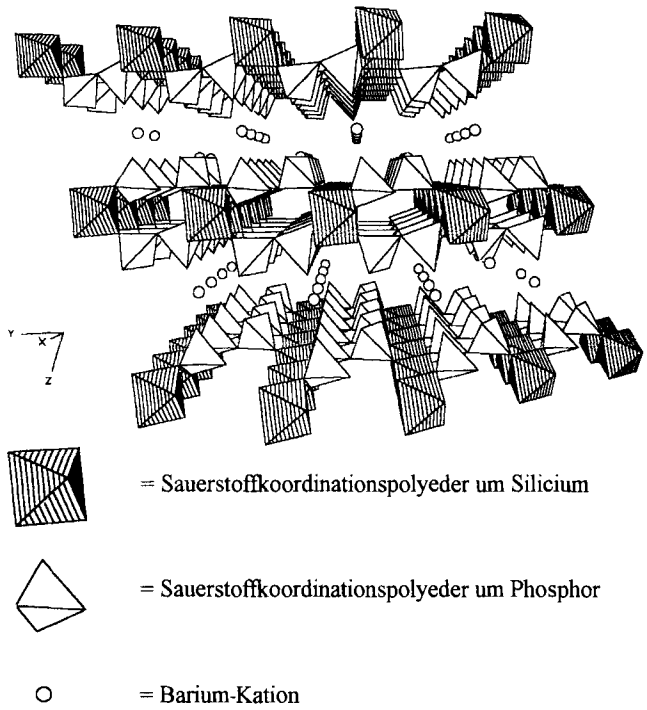 Y
X
Z
= Sauerstoffkoordinationspolyeder um Silicium
= Sauerstoffkoordinationspolyeder um Phosphor
= Barium-Kation